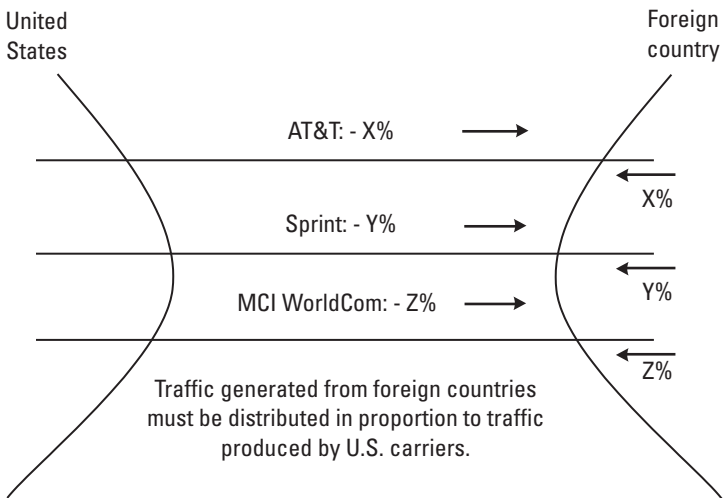 United
States
Foreign
country
AT&T: - X%
X%
Sprint: - Y%
Y%
MCI WorldCom: - Z%
Z%
Traffic generated from foreign countries
must be distributed in proportion to traffic
produced by U.S. carriers.